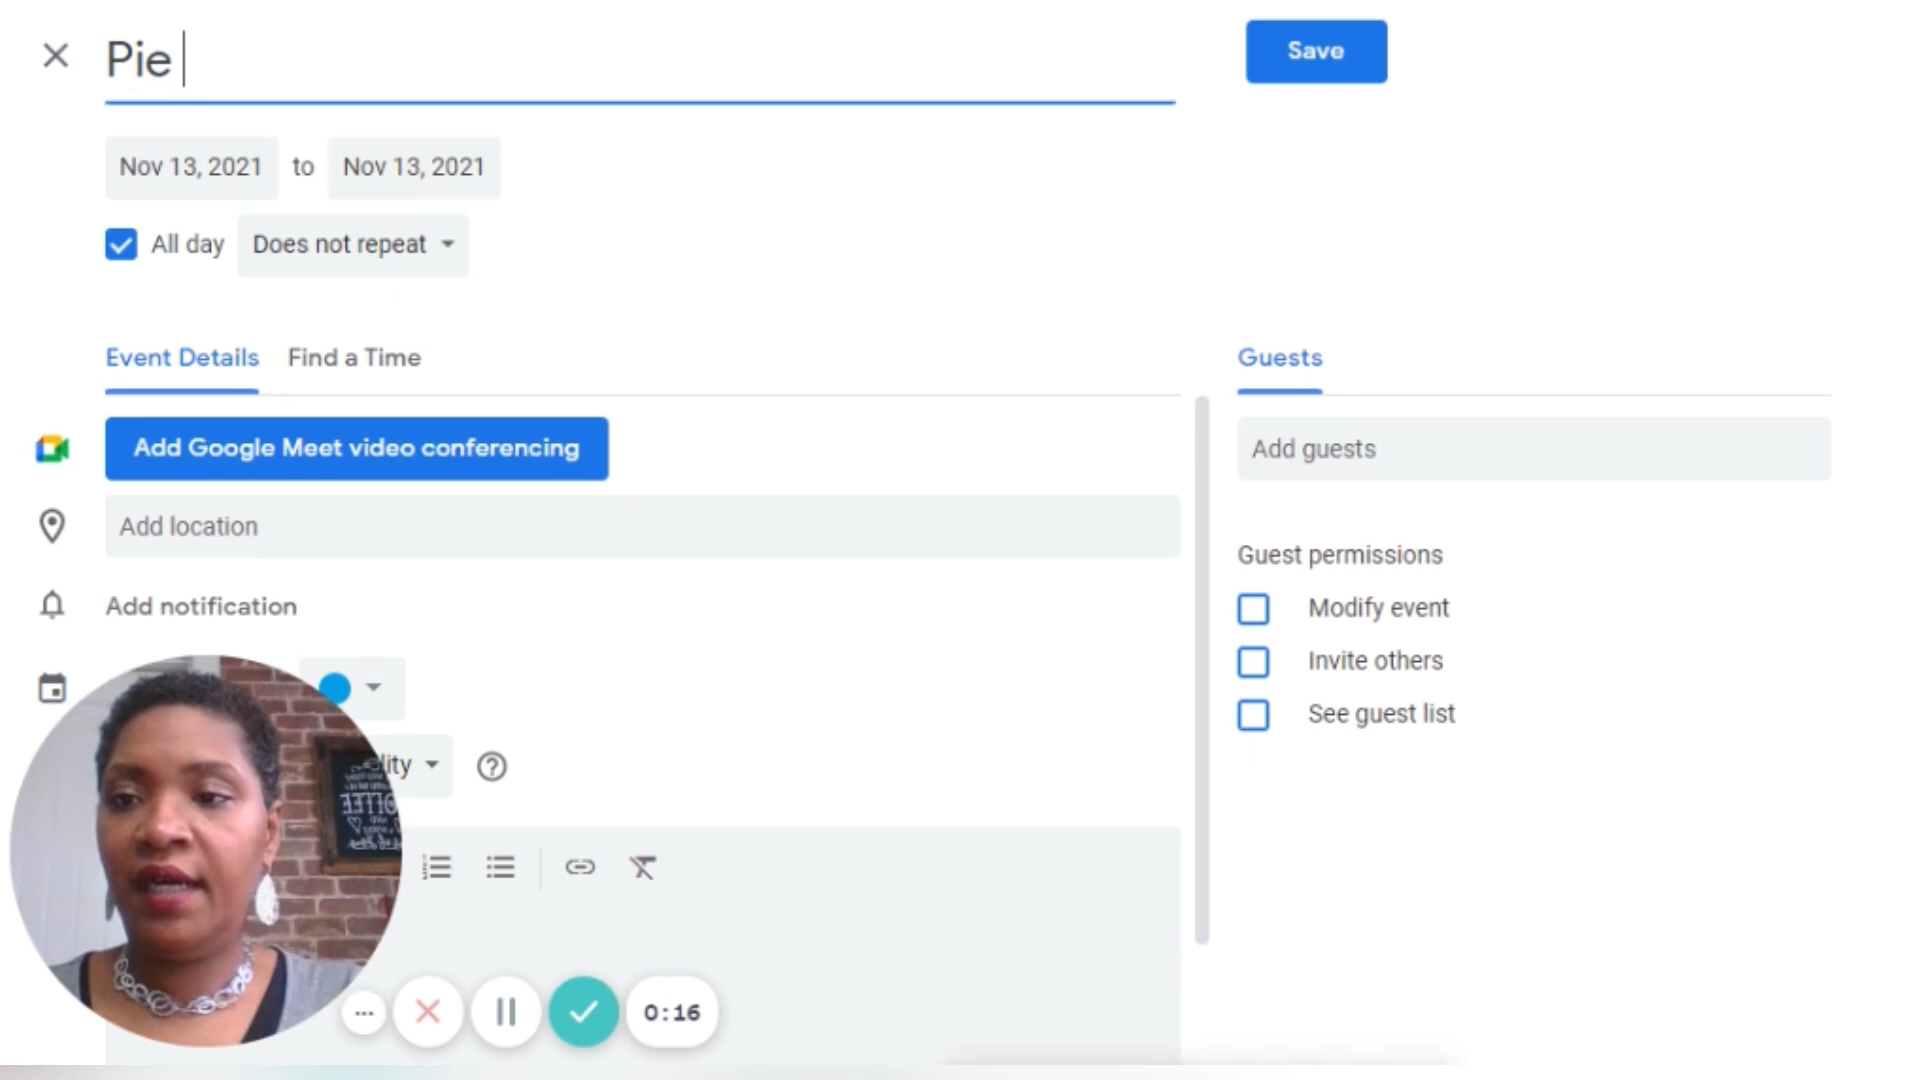 Pie
Save
Nov 13, 2021 to Nov 13, 2021
All day Does not repeat
Event Details Find a Time
Guests
Add Google Meet video conferencing
Add guests
Add location
Guest permissions
Add notification
Modify event
Invite others
See guest list
0:16